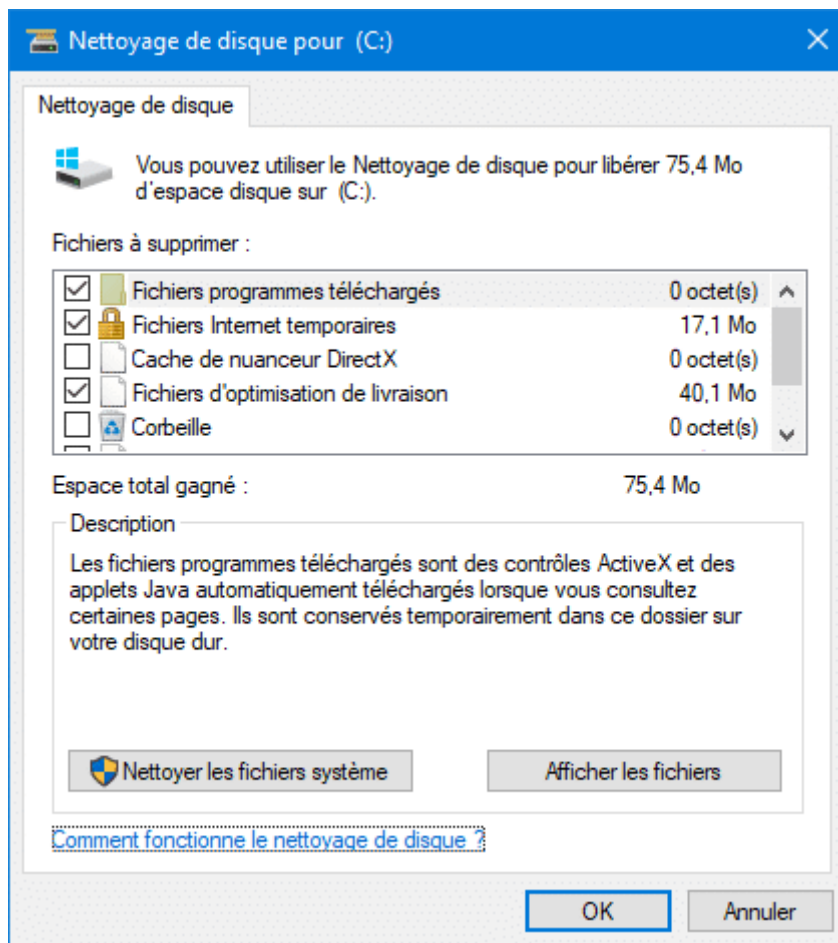 Nettoyage de disque pour  (C:)
Nettoyage de disque
Vous pouvez utiliser le Nettoyage de disque pour libérer 75,4 Mo
d'espace disque sur  (C:).
Fichiers à supprimer :
Fichiers programmes téléchargés 0 octet(s)
Fichiers Internet temporaires 17,1 Mo
Cache de nuanceur DirectX 0 octet(s)
Fichiers d'optimisation de livraison 40,1 Mo
Corbeille 0 octet(s)
Espace total gagné : 75,4 Mo
Description
Les fichiers programmes téléchargés sont des contrôles ActiveX et des
applets Java automatiquement téléchargés lorsque vous consultez
certaines pages. Ils sont conservés temporairement dans ce dossier sur
votre disque dur.
Nettoyer les fichiers système Afficher les fichiers
Comment fonctionne le nettoyage de disque ?
OK Annuler